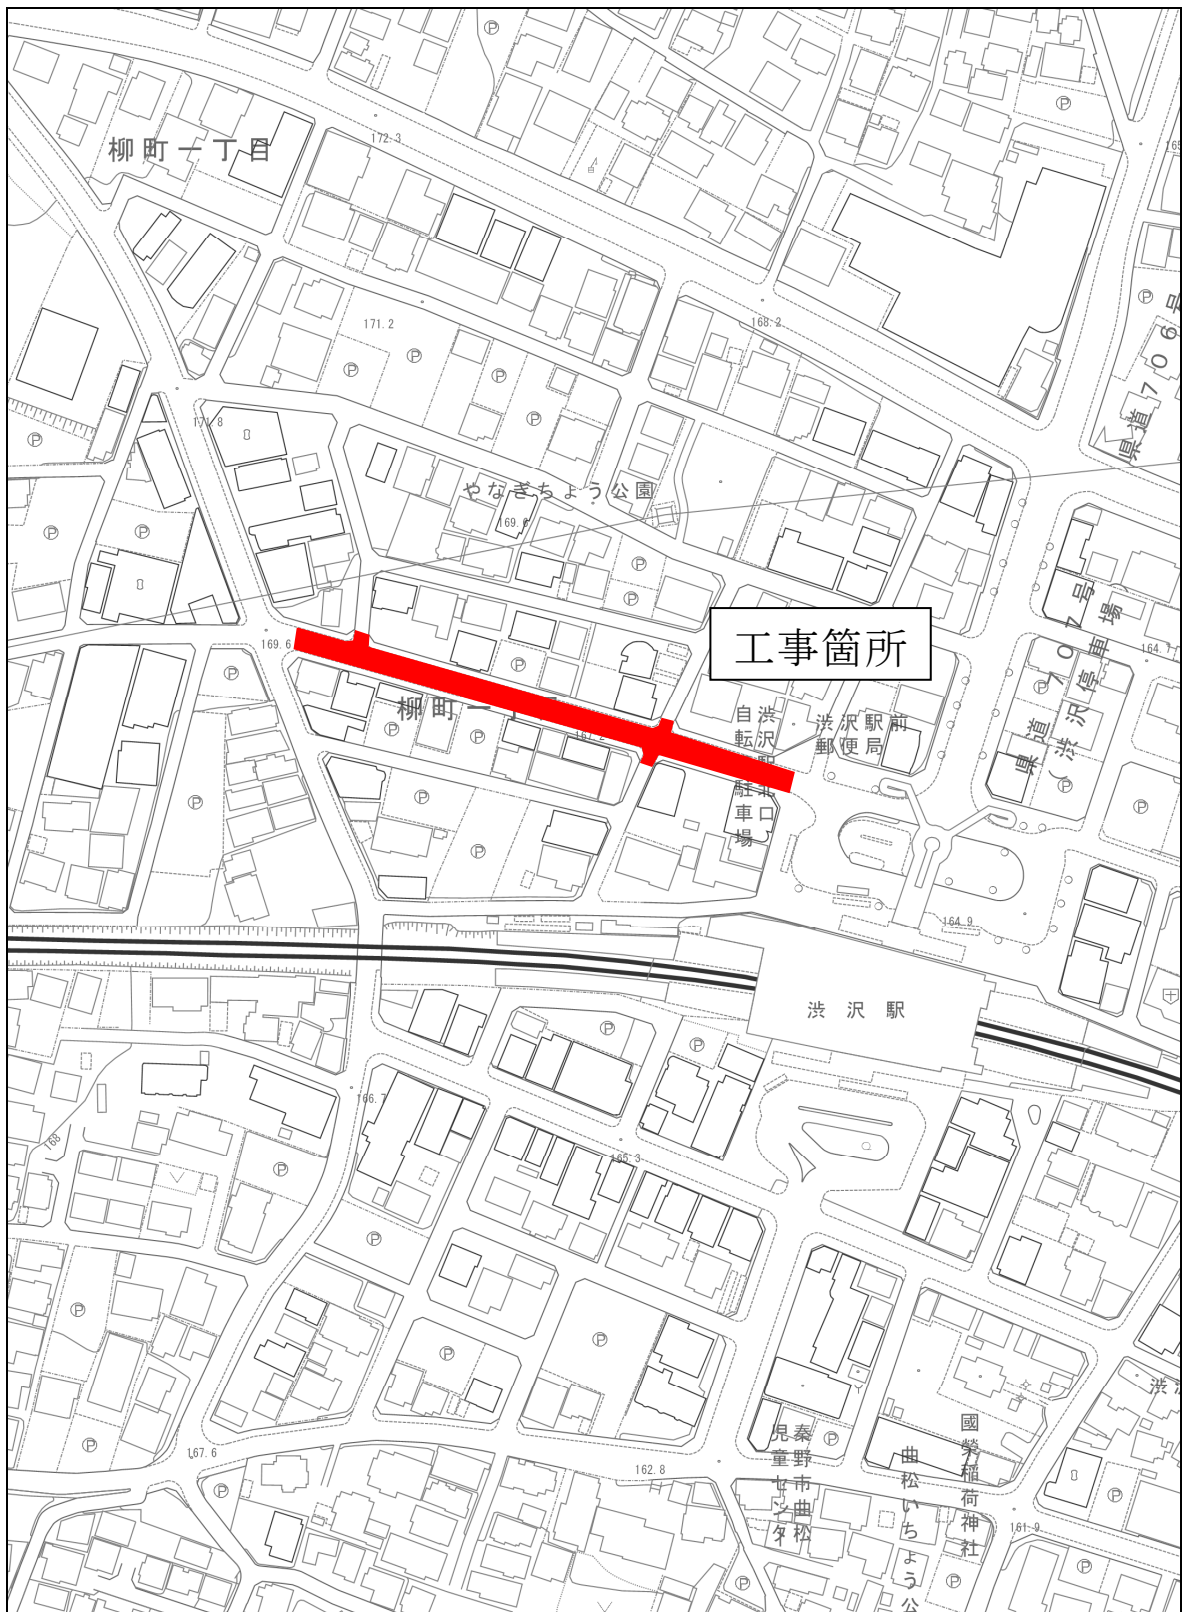 柳町一丁目
172.3
171.2
168.2
県道706号
171.8
やなぎちょう公園
169.6
工事箇所
169.6
柳町一丁目
167.2
渋沢駅北口
自転車駐車場
渋沢駅前
郵便局
県道707号
(渋沢停車場)
164.7
164.9
渋沢駅
166.7
168
165.3
167.6
162.8
秦野市曲松
児童センター
曲松いちょう公
國榮稲荷神社
161.9
渋
P